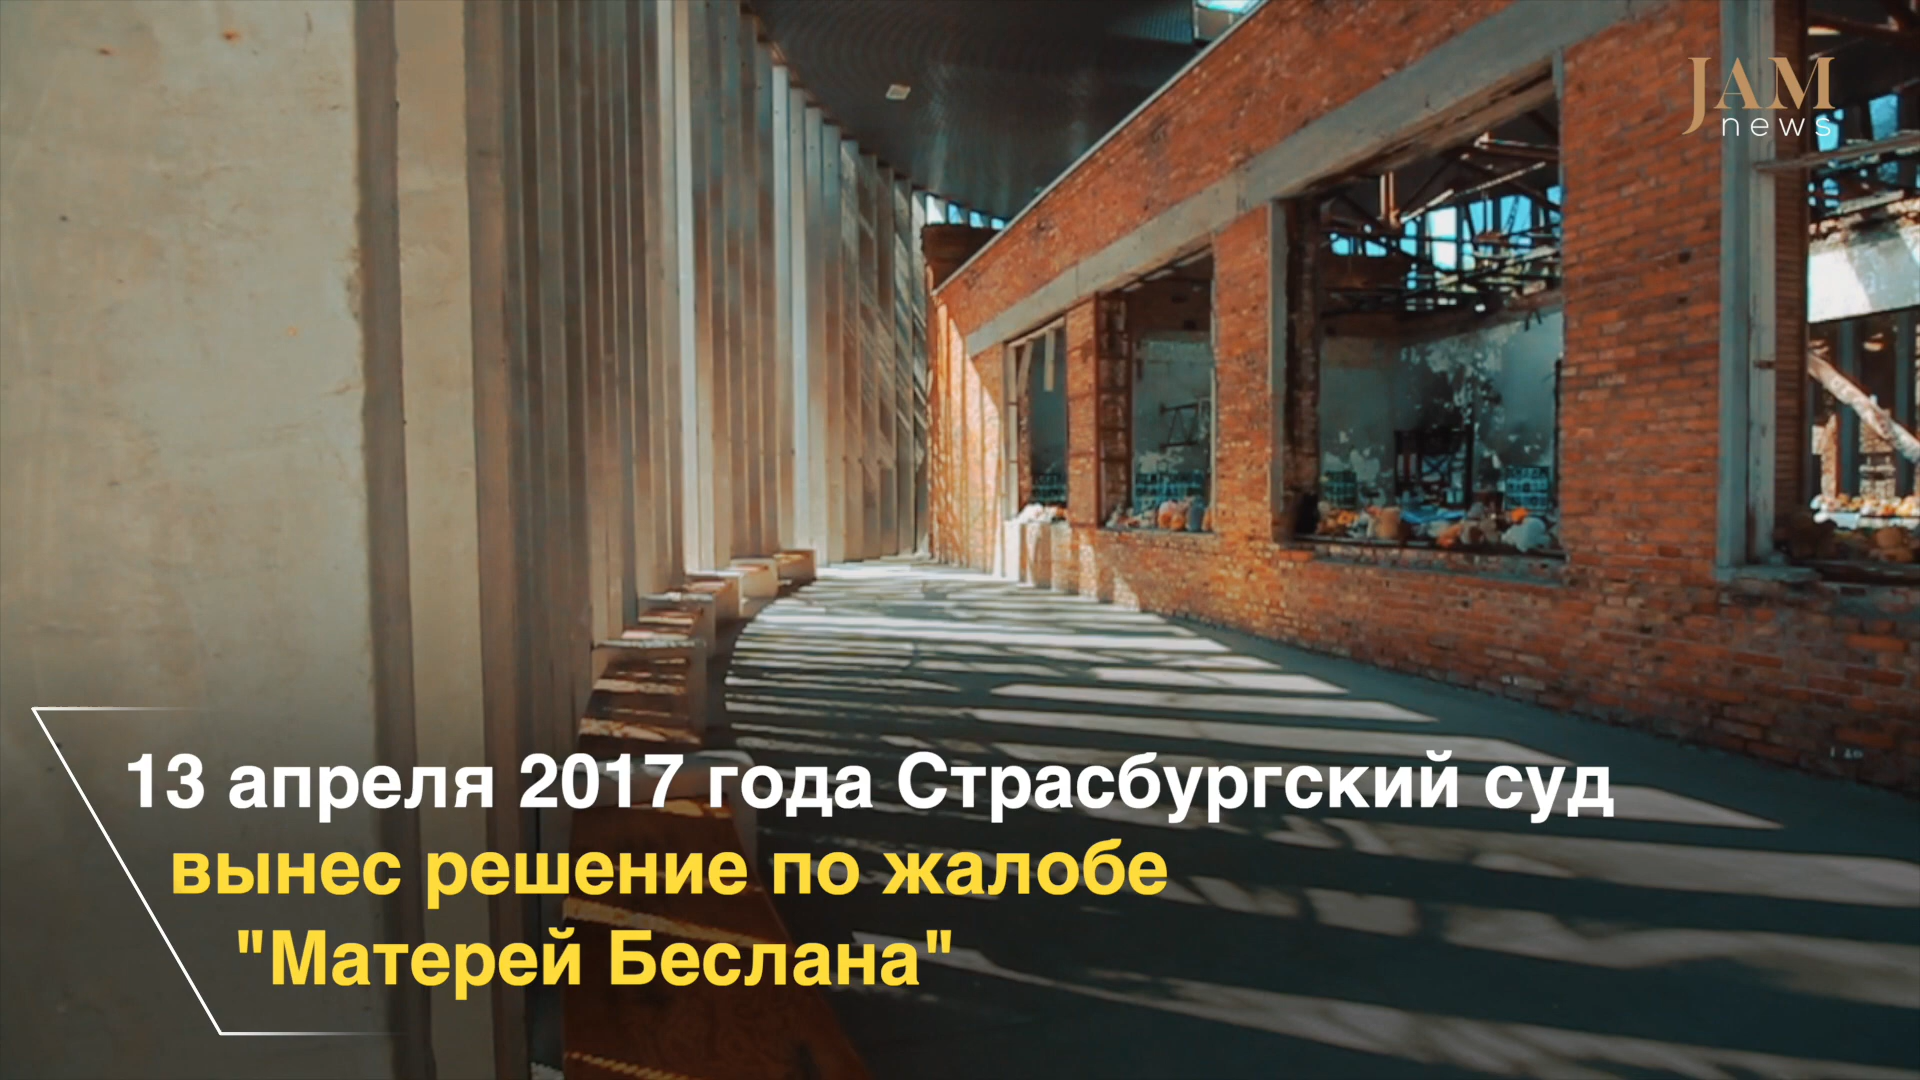 JAM
news
13 апреля 2017 года Страсбургский суд
вынес решение по жалобе
"Матерей Беслана"